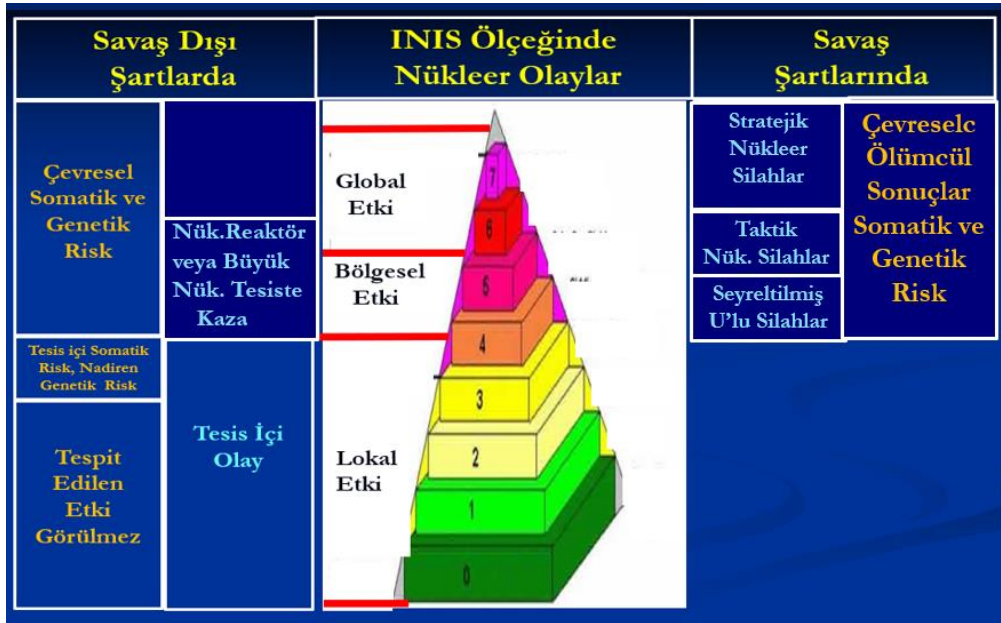 Savaş Dışı
Şartlarda
INIS Ölçeğinde
Nükleer Olaylar
Savaş
Şartlarında
Çevresel
Somatik ve
Genetik
Risk
Tesis içi Somatik
Risk, Nadiren
Genetik Risk
Tespit
Edilen
Etki
Görülmez
Nük.Reaktör
veya Büyük
Nük. Tesiste
Kaza
Tesis İçi
Olay
Global
Etki
Bölgesel
Etki
Lokal
Etki
7
6
5
4
3
2
1
0
Stratejik
Nükleer
Silahlar
Taktik
Nük. Silahlar
Seyreltilmiş
U'lu Silahlar
Çevreselc
Ölümcül
Sonuçlar
Somatik ve
Genetik
Risk